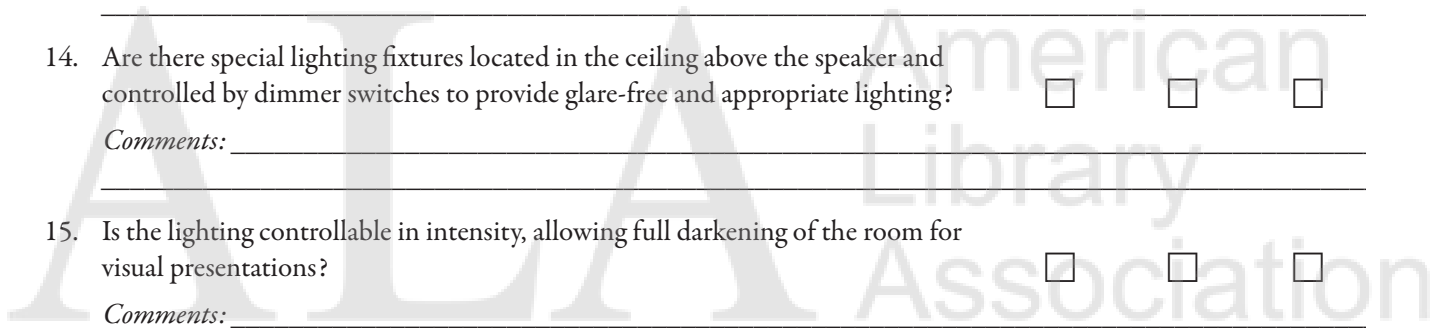 14. Are there special lighting fixtures located in the ceiling above the speaker and
controlled by dimmer switches to provide glare-free and appropriate lighting? ☐ ☐ ☐
Comments: ____________
15. Is the lighting controllable in intensity, allowing full darkening of the room for
visual presentations? ☐ ☐ ☐
Comments: ____________
ALA
American
Library
Association